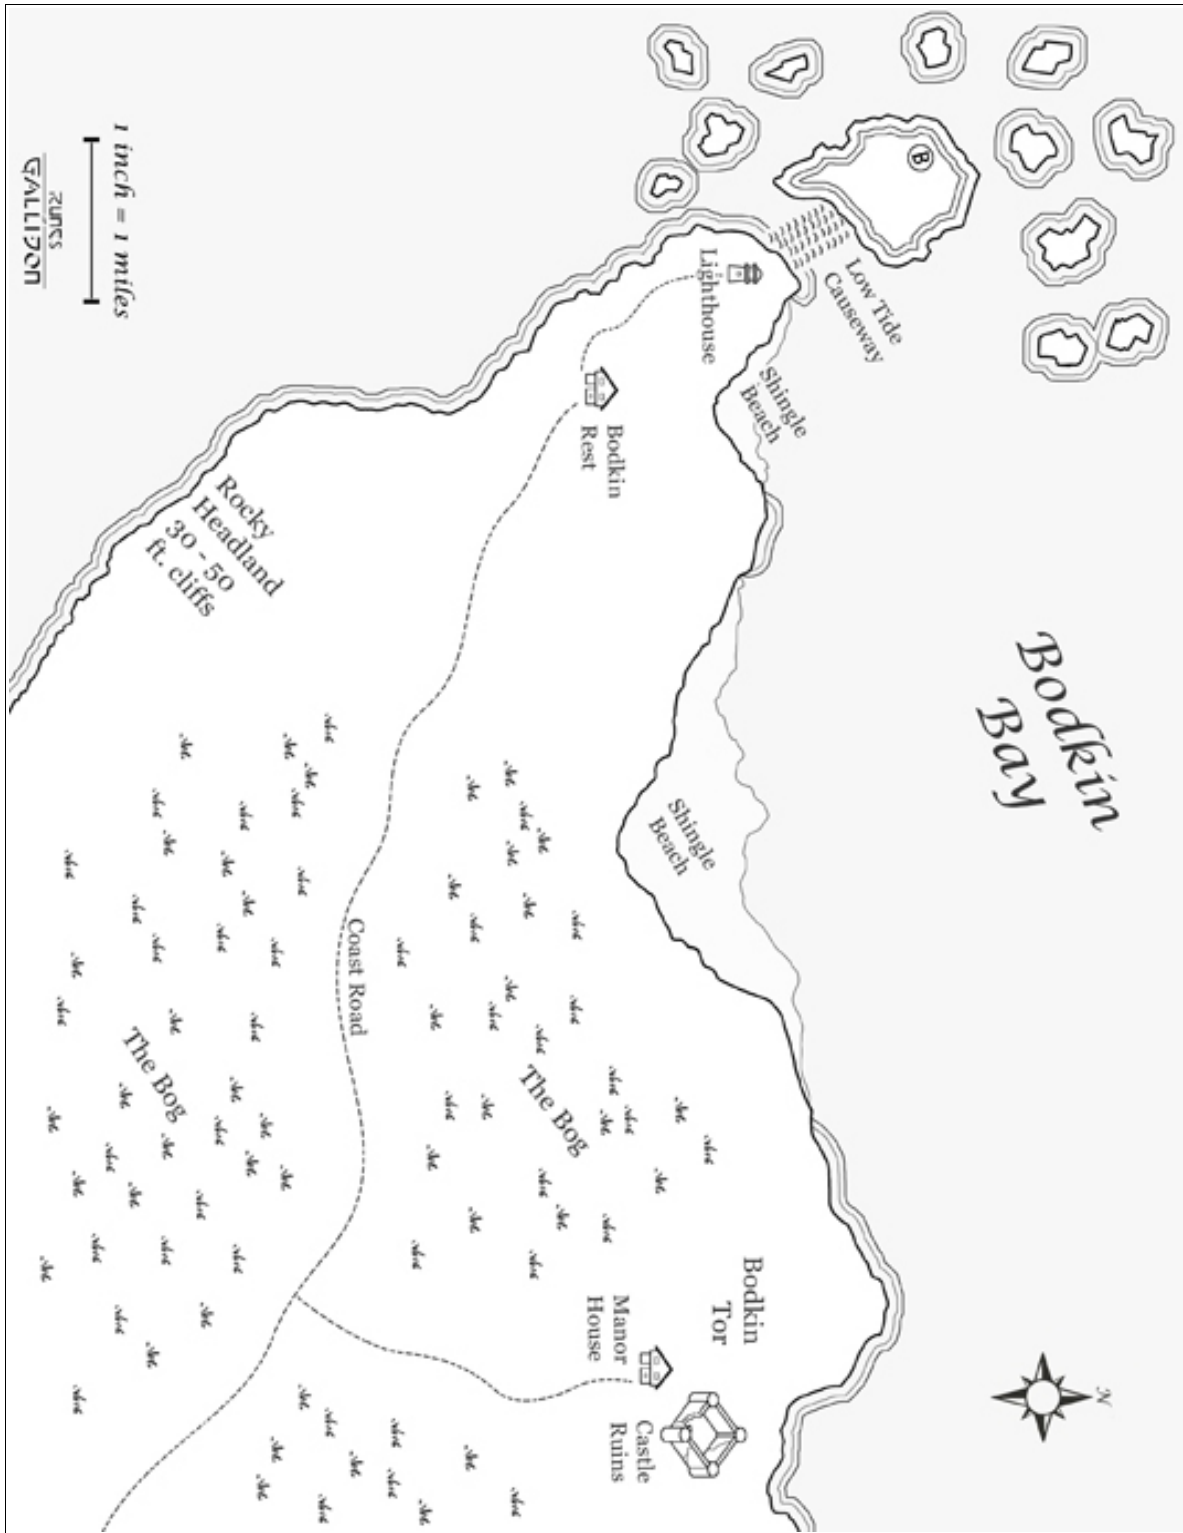 B
Low Tide
Causeway
Lighthouse
Shingle
Beach
Bodkin
Rest
Bodkin
Bay
Rocky
Headland
30 - 50
ft. cliffs
Shingle
Beach
Coast Road
The Bog
The Bog
Bodkin
Tor
Manor
House
Castle
Ruins
N
1 inch = 1 miles
RUNES
GALLIDON